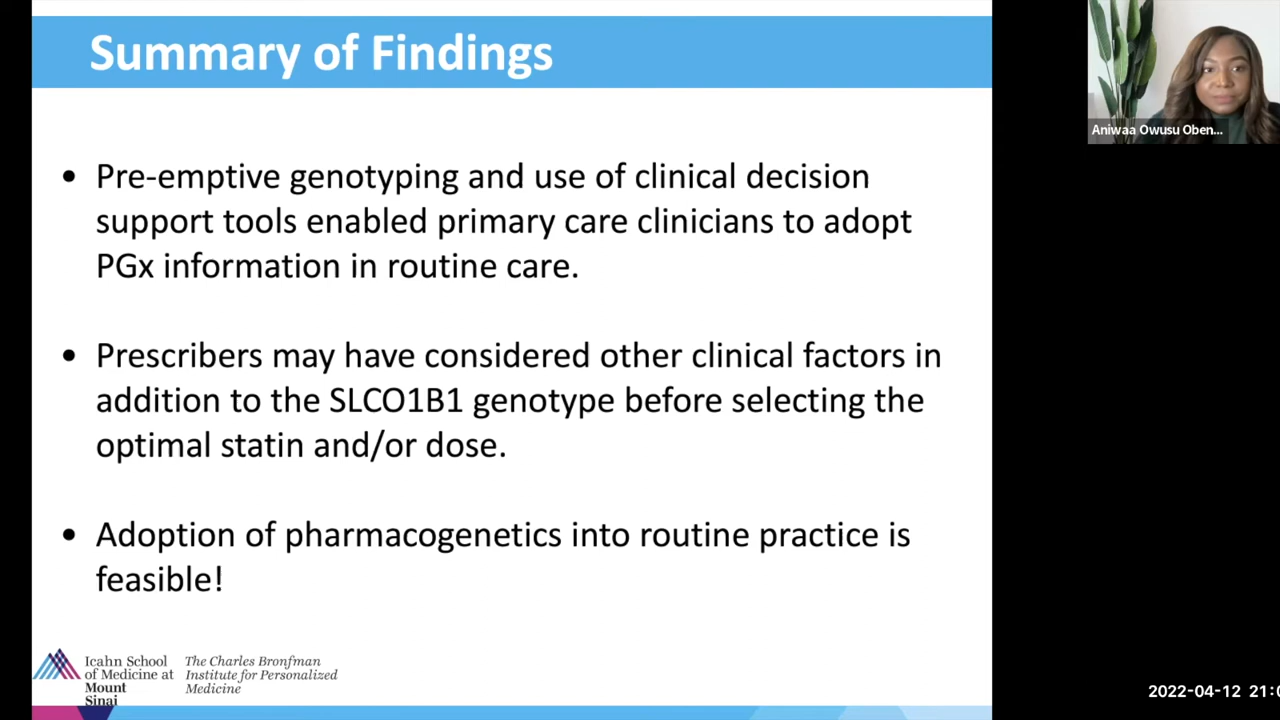 Summary of Findings
Aniwaa Owusu Oben...
• Pre-emptive genotyping and use of clinical decision
support tools enabled primary care clinicians to adopt
PGx information in routine care.
• Prescribers may have considered other clinical factors in
addition to the SLCO1B1 genotype before selecting the
optimal statin and/or dose.
• Adoption of pharmacogenetics into routine practice is
feasible!
Icahn School
of Medicine at
Mount
Sinai
The Charles Bronfman
Institute for Personalized
Medicine
2022-04-12 21:0